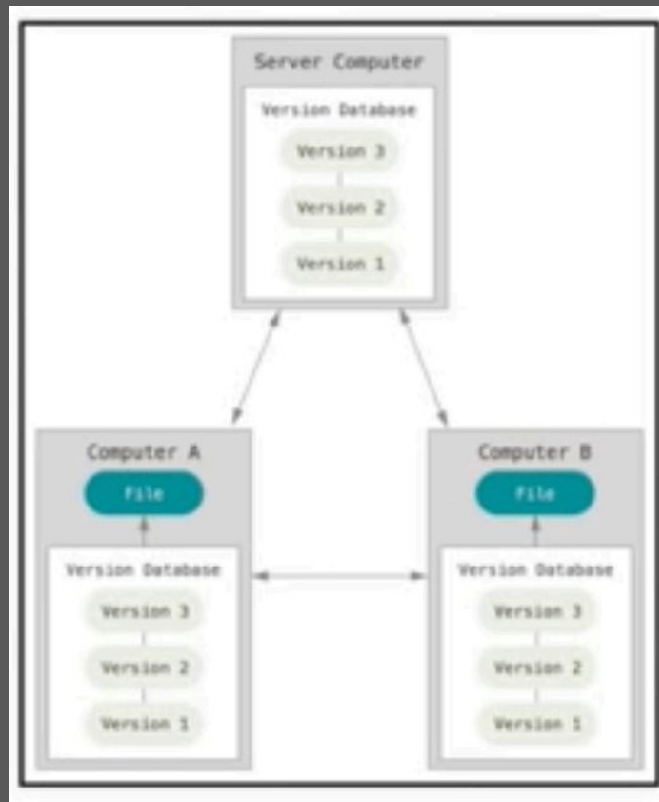 Server Computer
Version Database
Version 3
Version 2
Version 1
Computer A
File
Version Database
Version 3
Version 2
Version 1
Computer B
File
Version Database
Version 3
Version 2
Version 1